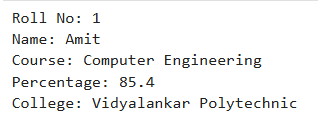 Roll No: 1
Name: Amit
Course: Computer Engineering
Percentage: 85.4
College: Vidyalankar Polytechnic